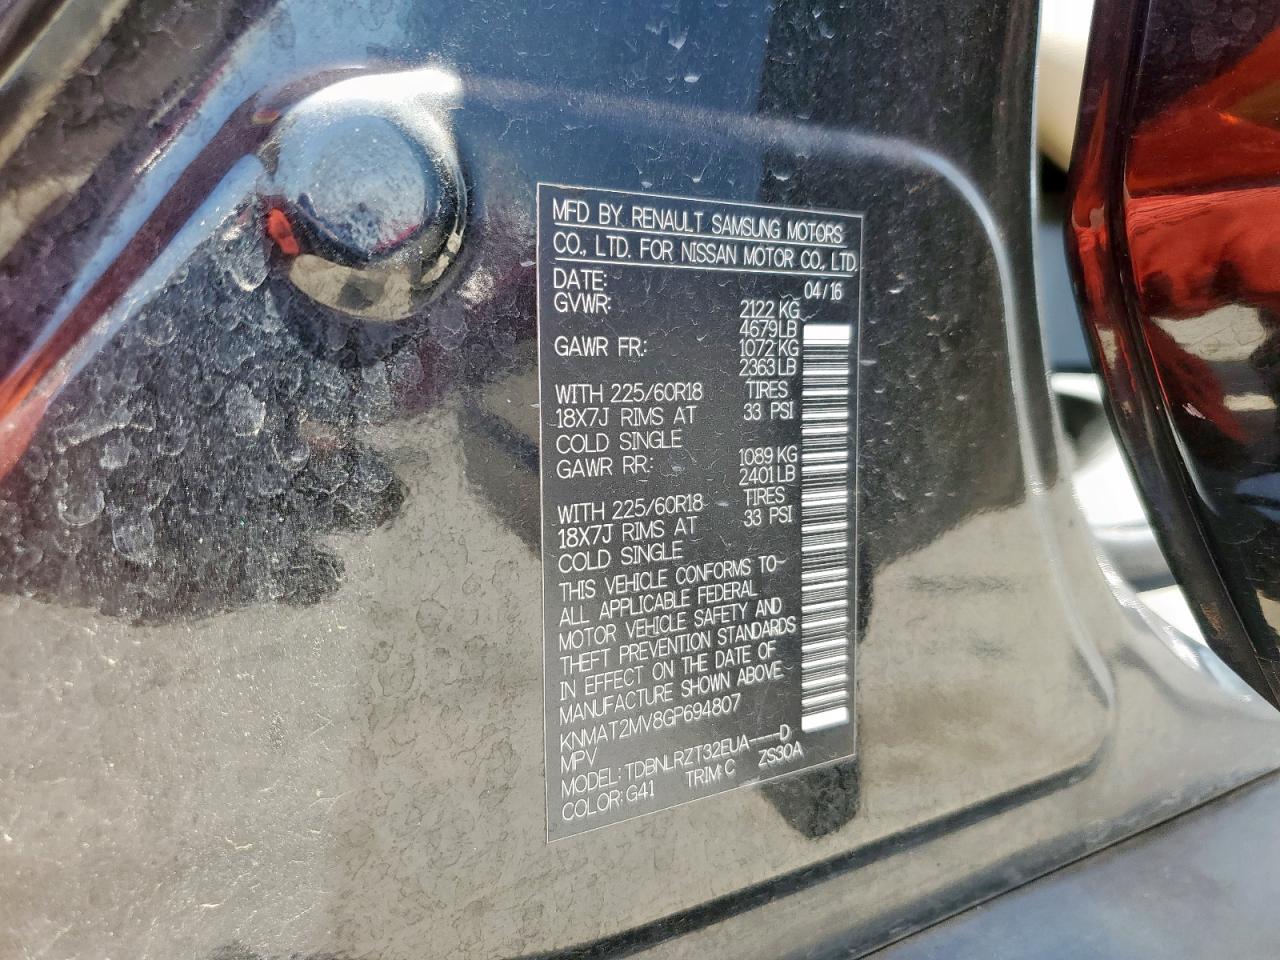 MFD BY RENAULT SAMSUNG MOTORS
CO., LTD. FOR NISSAN MOTOR CO., LTD.
DATE: 04/16
GVWR: 2122 KG
4679LB
GAWR FR: 1072 KG
2363 LB
WITH 225/60R18 TIRES
18X7J RIMS AT 33 PSI
COLD SINGLE
GAWR RR: 1089 KG
2401 LB
WITH 225/60R18 TIRES
18X7J RIMS AT 33 PSI
COLD SINGLE
THIS VEHICLE CONFORMS TO
ALL APPLICABLE FEDERAL
MOTOR VEHICLE SAFETY AND
THEFT PREVENTION STANDARDS
IN EFFECT ON THE DATE OF
MANUFACTURE SHOWN ABOVE
KNMAT2MV8GP694807
MPV
MODEL: TDBNLRZT32EUA----D
COLOR: G41 TRIM: C ZS30A